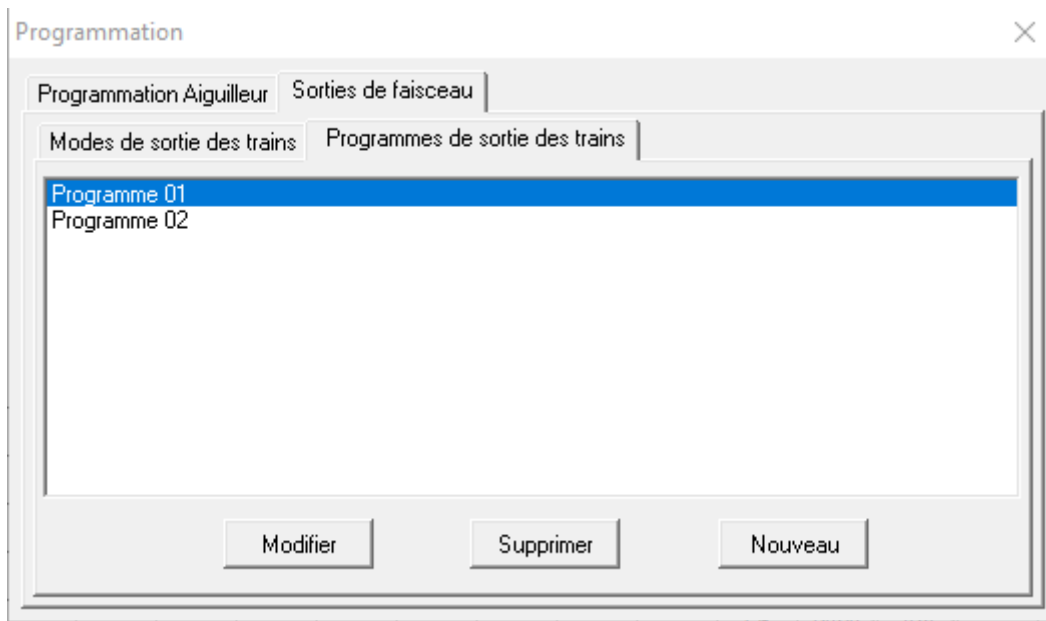 Programmation
Programmation Aiguilleur Sorties de faisceau
Modes de sortie des trains Programmes de sortie des trains
Programme 01
Programme 02
Modifier Supprimer Nouveau